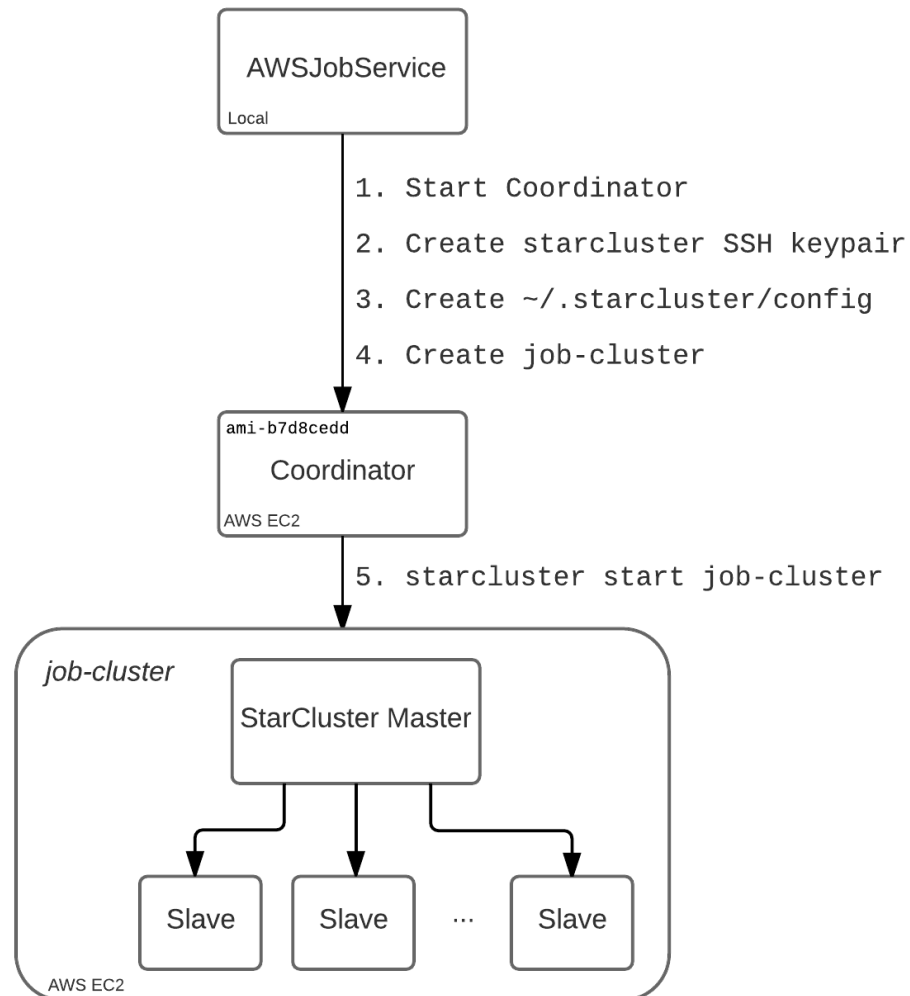 AWSJobService
Local
1. Start Coordinator
2. Create starcluster SSH keypair
3. Create ~/.starcluster/config
4. Create job-cluster
ami-b7d8cedd
Coordinator
AWS EC2
5. starcluster start job-cluster
job-cluster
StarCluster Master
Slave
Slave
...
Slave
AWS EC2